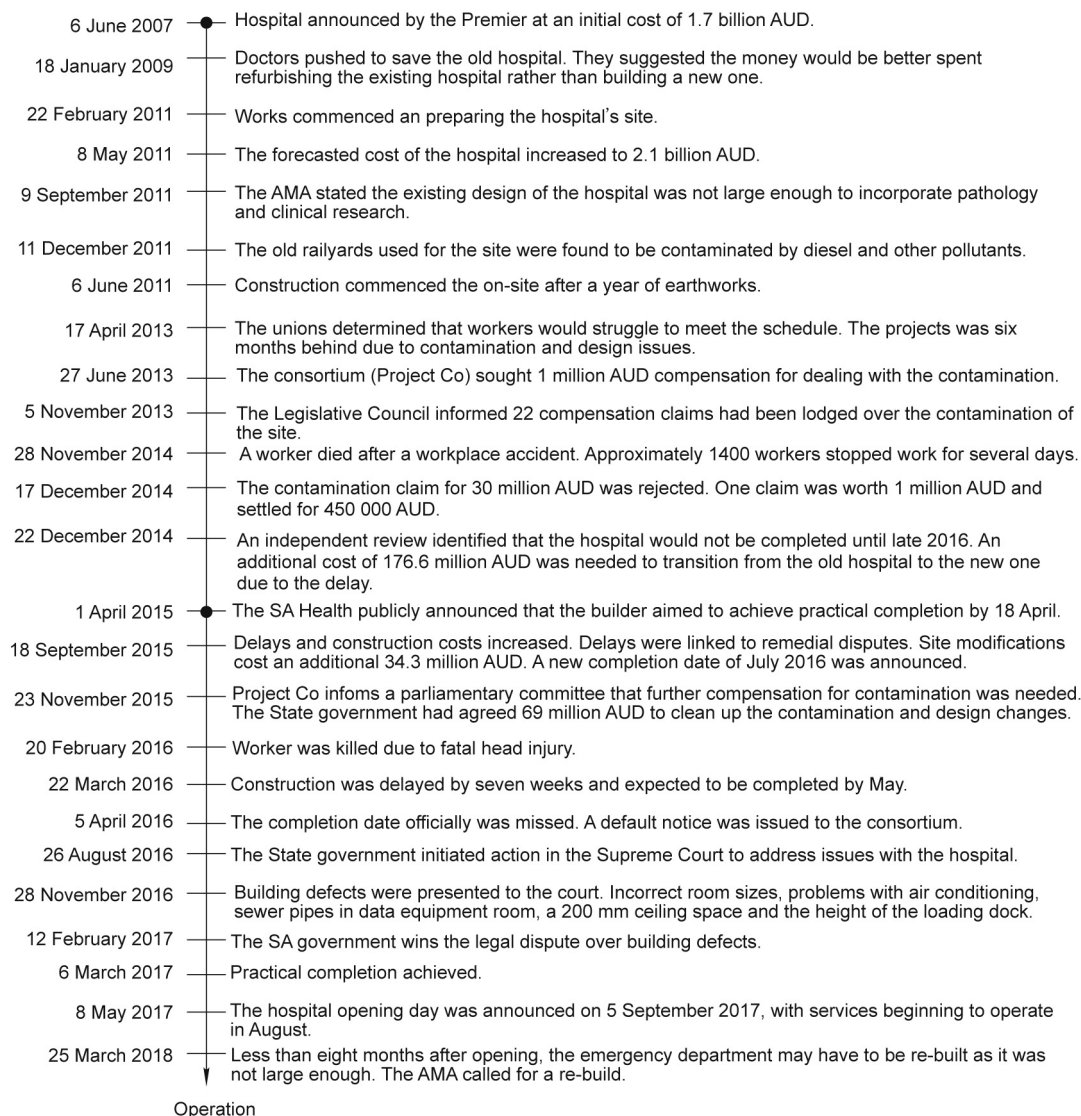 6 June 2007
Hospital announced by the Premier at an initial cost of 1.7 billion AUD.
18 January 2009
Doctors pushed to save the old hospital. They suggested the money would be better spent
refurbishing the existing hospital rather than building a new one.
22 February 2011
Works commenced an preparing the hospital's site.
8 May 2011
The forecasted cost of the hospital increased to 2.1 billion AUD.
9 September 2011
The AMA stated the existing design of the hospital was not large enough to incorporate pathology
and clinical research.
11 December 2011
The old railyards used for the site were found to be contaminated by diesel and other pollutants.
6 June 2011
Construction commenced the on-site after a year of earthworks.
17 April 2013
The unions determined that workers would struggle to meet the schedule. The projects was six
months behind due to contamination and design issues.
27 June 2013
The consortium (Project Co) sought 1 million AUD compensation for dealing with the contamination.
5 November 2013
The Legislative Council informed 22 compensation claims had been lodged over the contamination of
the site.
28 November 2014
A worker died after a workplace accident. Approximately 1400 workers stopped work for several days.
17 December 2014
The contamination claim for 30 million AUD was rejected. One claim was worth 1 million AUD and
settled for 450 000 AUD.
22 December 2014
An independent review identified that the hospital would not be completed until late 2016. An
additional cost of 176.6 million AUD was needed to transition from the old hospital to the new one
due to the delay.
1 April 2015
The SA Health publicly announced that the builder aimed to achieve practical completion by 18 April.
18 September 2015
Delays and construction costs increased. Delays were linked to remedial disputes. Site modifications
cost an additional 34.3 million AUD. A new completion date of July 2016 was announced.
23 November 2015
Project Co infoms a parliamentary committee that further compensation for contamination was needed.
The State government had agreed 69 million AUD to clean up the contamination and design changes.
20 February 2016
Worker was killed due to fatal head injury.
22 March 2016
Construction was delayed by seven weeks and expected to be completed by May.
5 April 2016
The completion date officially was missed. A default notice was issued to the consortium.
26 August 2016
The State government initiated action in the Supreme Court to address issues with the hospital.
28 November 2016
Building defects were presented to the court. Incorrect room sizes, problems with air conditioning,
sewer pipes in data equipment room, a 200 mm ceiling space and the height of the loading dock.
12 February 2017
The SA government wins the legal dispute over building defects.
6 March 2017
Practical completion achieved.
8 May 2017
The hospital opening day was announced on 5 September 2017, with services beginning to operate
in August.
25 March 2018
Less than eight months after opening, the emergency department may have to be re-built as it was
not large enough. The AMA called for a re-build.
Operation